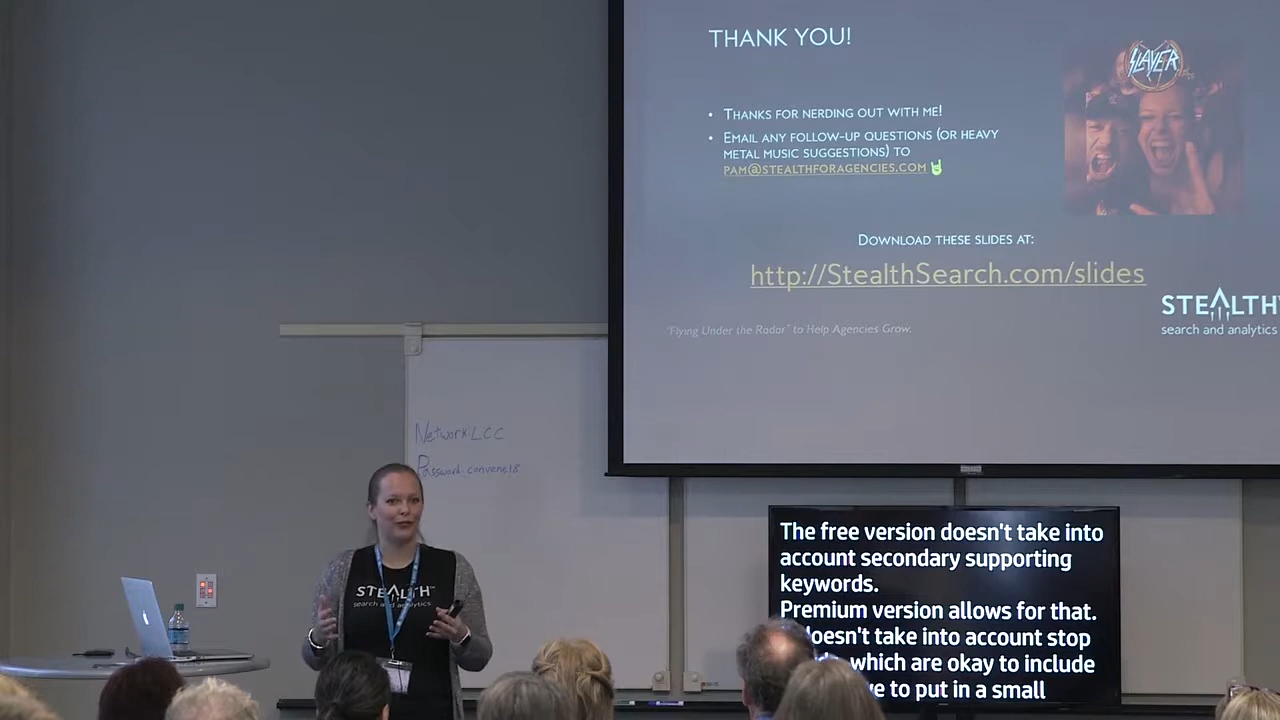 THANK YOU!
SLAYER
• THANKS FOR NERDING OUT WITH ME!
• EMAIL ANY FOLLOW-UP QUESTIONS (OR HEAVY
METAL MUSIC SUGGESTIONS) TO
PAM@STEALTHFORAGENCIES.COM
DOWNLOAD THESE SLIDES AT:
http://StealthSearch.com/slides
STEALTH
search and analytics
"Flying Under the Radar" to Help Agencies Grow.
Network: LCC
Password: convene18
STEALTH
search and analytics
The free version doesn't take into
account secondary supporting
keywords.
Premium version allows for that.
doesn't take into account stop
which are okay to include
to put in a small